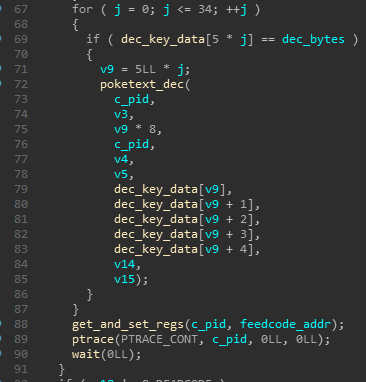 67 for ( j = 0; j <= 34; ++j )
68 {
69 if ( dec_key_data[5 * j] == dec_bytes )
70 {
71 v9 = 5LL * j;
72 poketext_dec(
73 c_pid,
74 v3,
75 v9 * 8,
76 c_pid,
77 v4,
78 v5,
79 dec_key_data[v9],
80 dec_key_data[v9 + 1],
81 dec_key_data[v9 + 2],
82 dec_key_data[v9 + 3],
83 dec_key_data[v9 + 4],
84 v14,
85 v15);
86 }
87 }
88 get_and_set_regs(c_pid, feedcode_addr);
89 ptrace(PTRACE_CONT, c_pid, 0LL, 0LL);
90 wait(0LL);
91 }